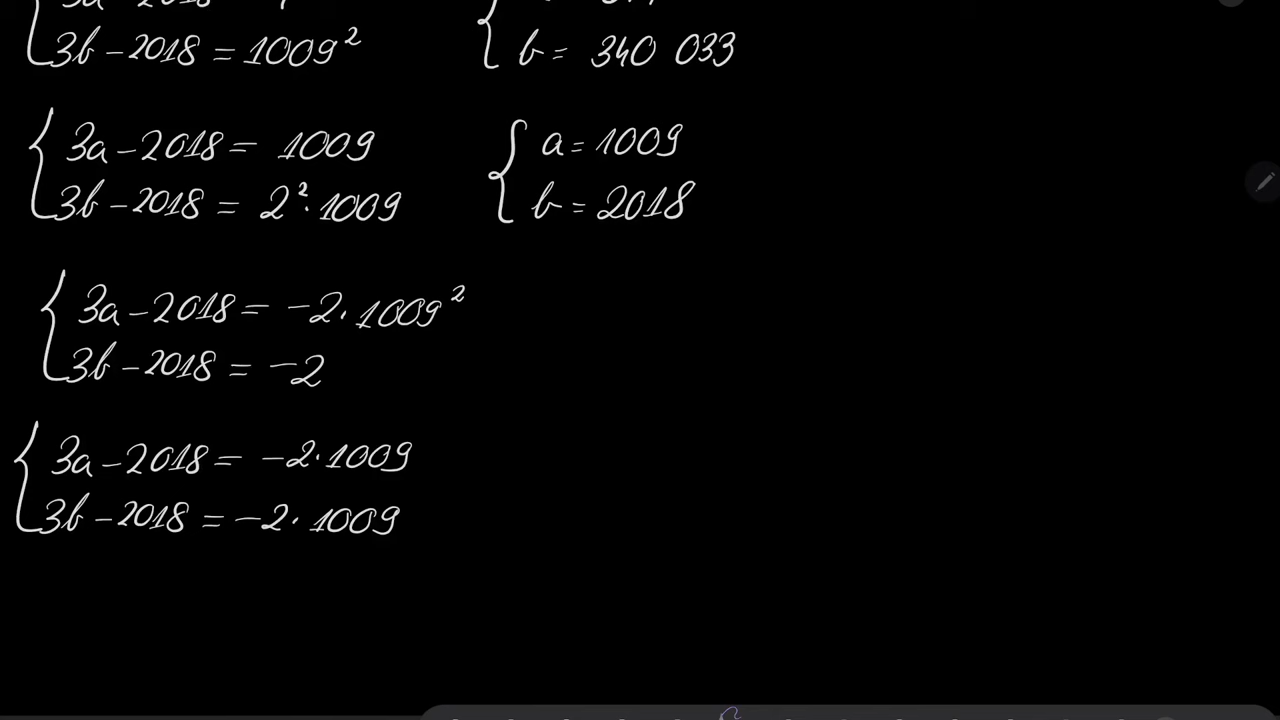 3b - 2018 = 1009² b = 340 033
3a - 2018 = 1009 a = 1009
3b - 2018 = 2² · 1009 b = 2018
3a - 2018 = -2 · 1009²
3b - 2018 = -2
3a - 2018 = -2 · 1009
3b - 2018 = -2 · 1009